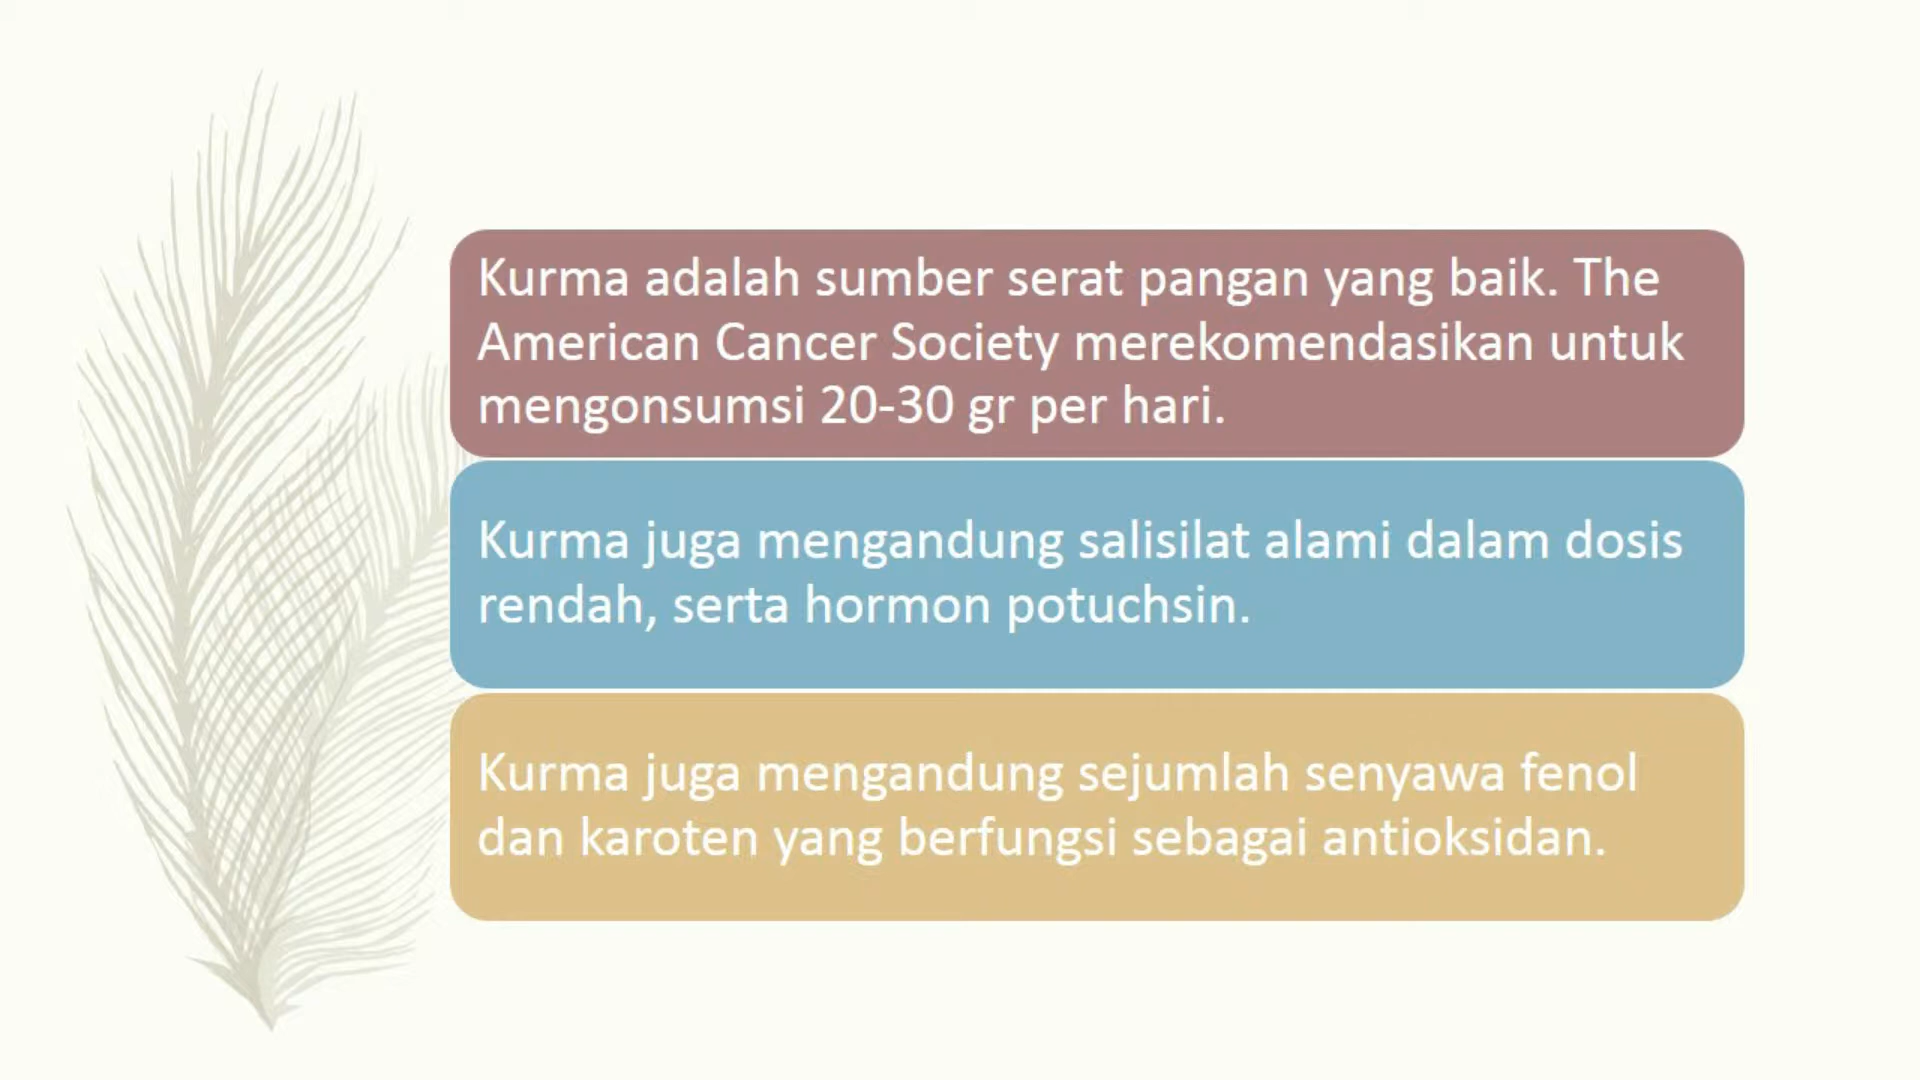 Kurma adalah sumber serat pangan yang baik. The
American Cancer Society merekomendasikan untuk
mengonsumsi 20-30 gr per hari.
Kurma juga mengandung salisilat alami dalam dosis
rendah, serta hormon potuchsin.
Kurma juga mengandung sejumlah senyawa fenol
dan karoten yang berfungsi sebagai antioksidan.